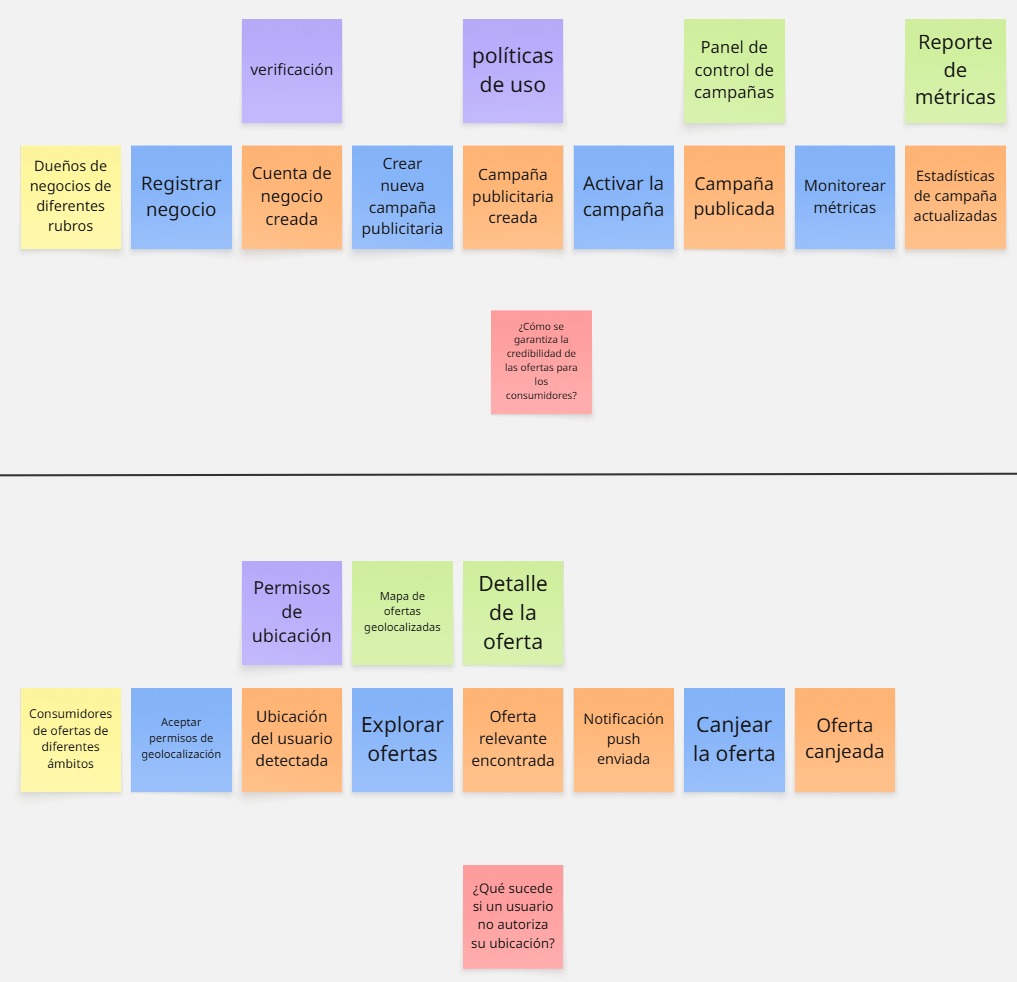 verificación
políticas
de uso
Panel de
control de
campañas
Reporte
de
métricas
Dueños de
negocios de
diferentes
rubros
Registrar
negocio
Cuenta de
negocio
creada
Crear
nueva
campaña
publicitaria
Campaña
publicitaria
creada
Activar la
campaña
Campaña
publicada
Monitorear
métricas
Estadísticas
de campaña
actualizadas
¿Cómo se
garantiza la
credibilidad de
las ofertas para
los
consumidores?
Permisos
de
ubicación
Mapa de
ofertas
geolocalizadas
Detalle
de la
oferta
Consumidores
de ofertas de
diferentes
ámbitos
Aceptar
permisos de
geolocalización
Ubicación
del usuario
detectada
Explorar
ofertas
Oferta
relevante
encontrada
Notificación
push
enviada
Canjear
la oferta
Oferta
canjeada
¿Qué sucede
si un usuario
no autoriza
su ubicación?